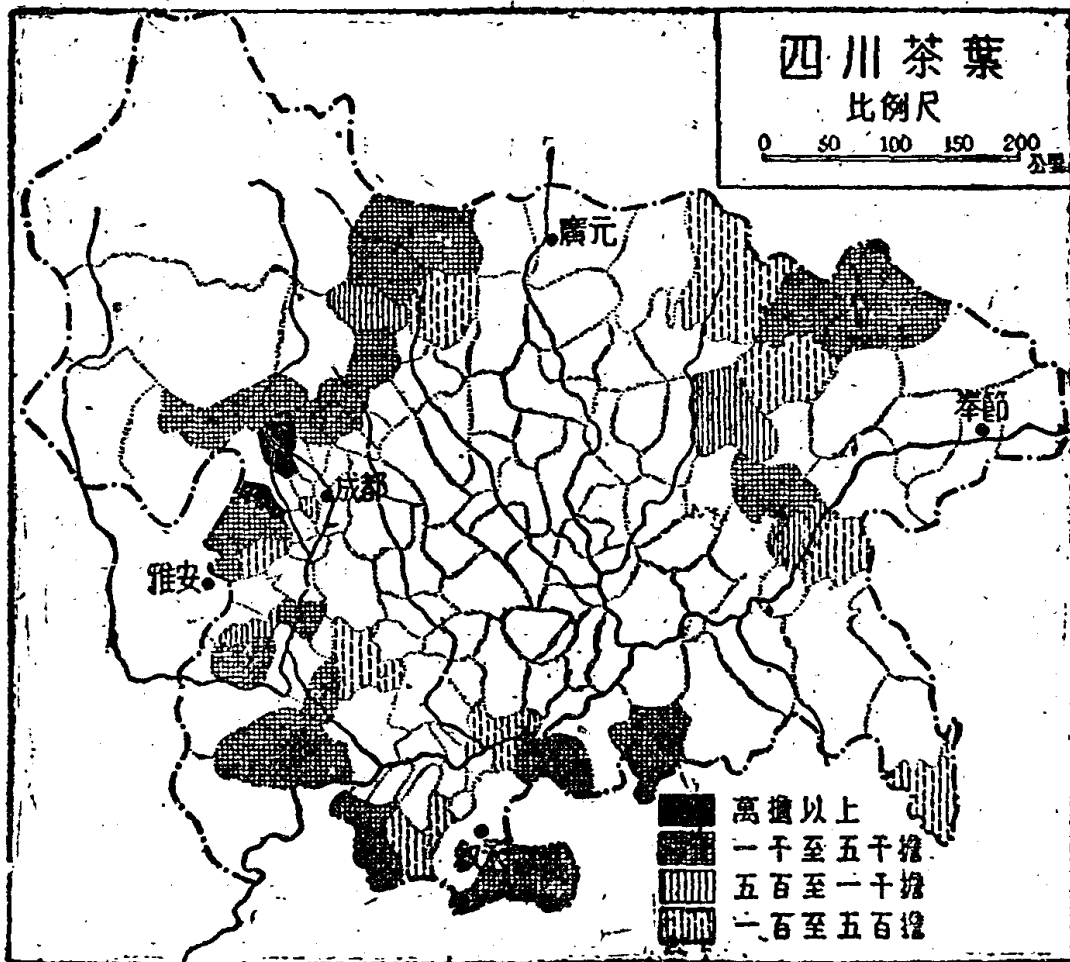 四川茶葉
比例尺
0 50 100 150 200
公里
廣元
奉節
成都
雅安
敘永
萬擔以上
一千至五千擔
五百至一千擔
一百至五百擔